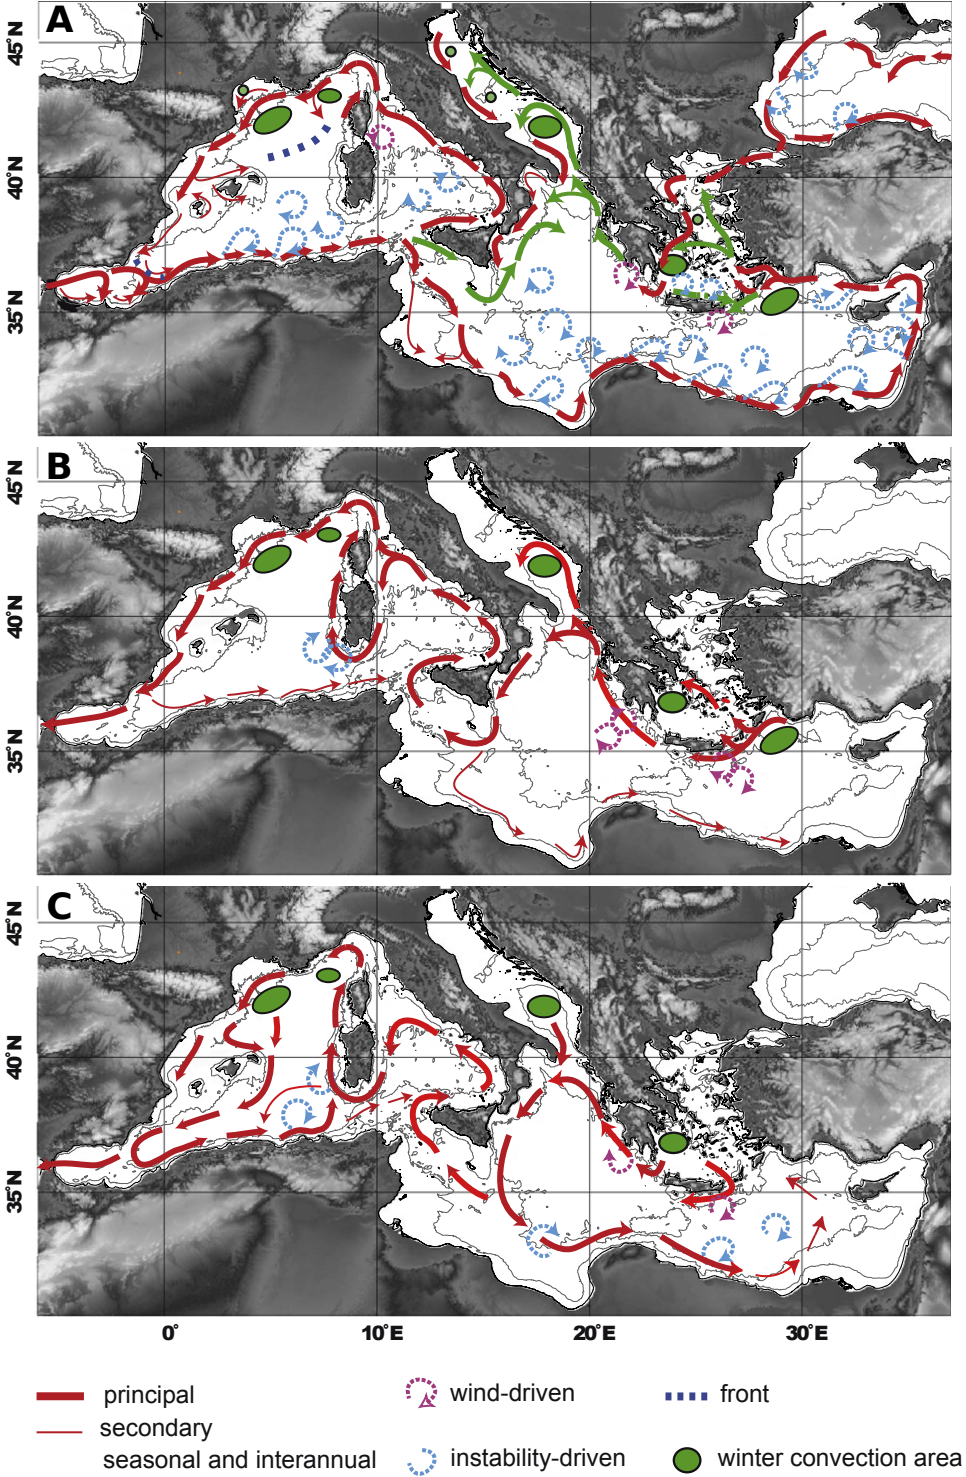 A
45°N
40°N
35°N
B
45°N
40°N
35°N
C
45°N
40°N
35°N
0° 10°E 20°E 30°E
principal wind-driven front
secondary
seasonal and interannual instability-driven winter convection area